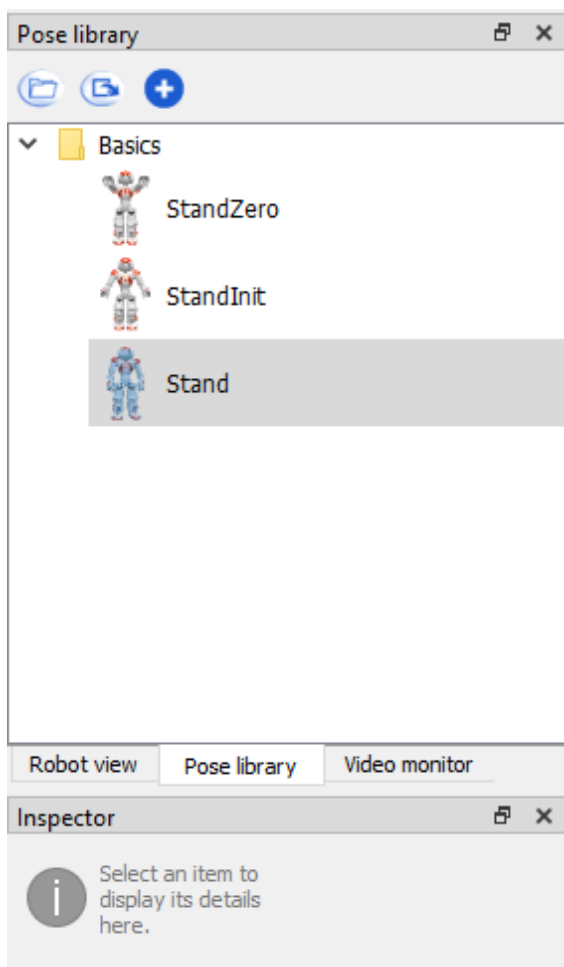 Pose library
Basics
StandZero
StandInit
Stand
Robot view Pose library Video monitor
Inspector
Select an item to
display its details
here.